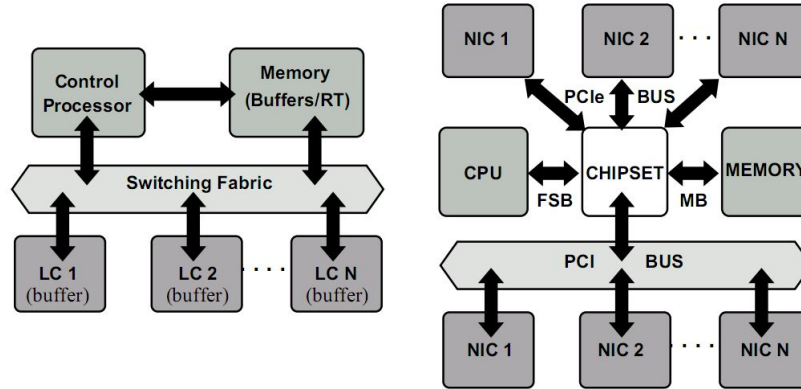 Control
Processor
Memory
(Buffers/RT)
Switching Fabric
LC 1
(buffer)
LC 2
(buffer)
. . . .
LC N
(buffer)
NIC 1
NIC 2
. . .
NIC N
PCIe BUS
CPU
CHIPSET
MEMORY
FSB
MB
PCI BUS
NIC 1
NIC 2
. . . .
NIC N